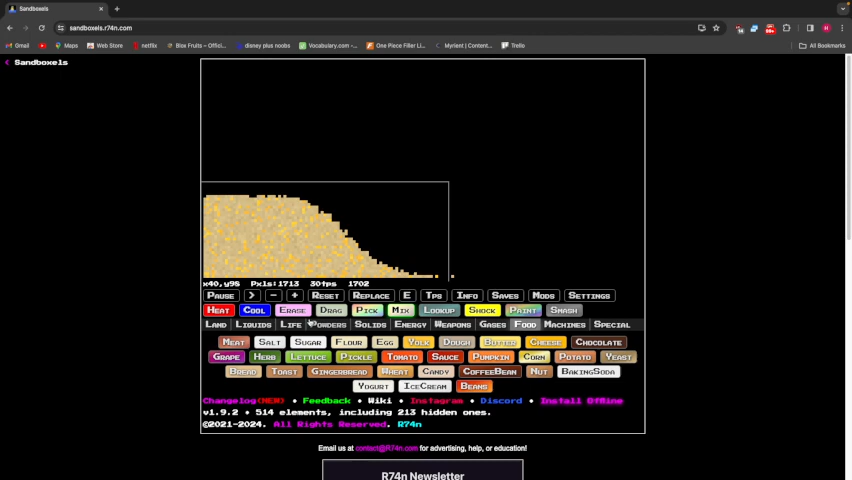 Sandboxels
sandboxels.r74n.com
Gmail Maps Web Store netflix Blox Fruits – Offici... disney plus noobs Vocabulary.com -... One Piece Filler Li... Myrient | Content... Trello All Bookmarks
Sandboxels
x40,y98 Pxls:1713 30tps 1702
Pause > - + Reset Replace E Tps Info Saves Mods Settings
Heat Cool Erase Drag Pick Mix Lookup Shock Paint Smash
Land Liquids Life Powders Solids Energy Weapons Gases Food Machines Special
Meat Salt Sugar Flour Egg Yolk Dough Butter Cheese Chocolate
Grape Herb Lettuce Pickle Tomato Sauce Pumpkin Corn Potato Yeast
Bread Toast Gingerbread Wheat Candy CoffeeBean Nut BakingSoda
Yogurt IceCream Beans
Changelog(NEW) • Feedback • Wiki • Instagram • Discord • Install Offline
v1.9.2 • 514 elements, including 213 hidden ones.
©2021-2024. All Rights Reserved. R74n
Email us at contact@R74n.com for advertising, help, or education!
R74n Newsletter